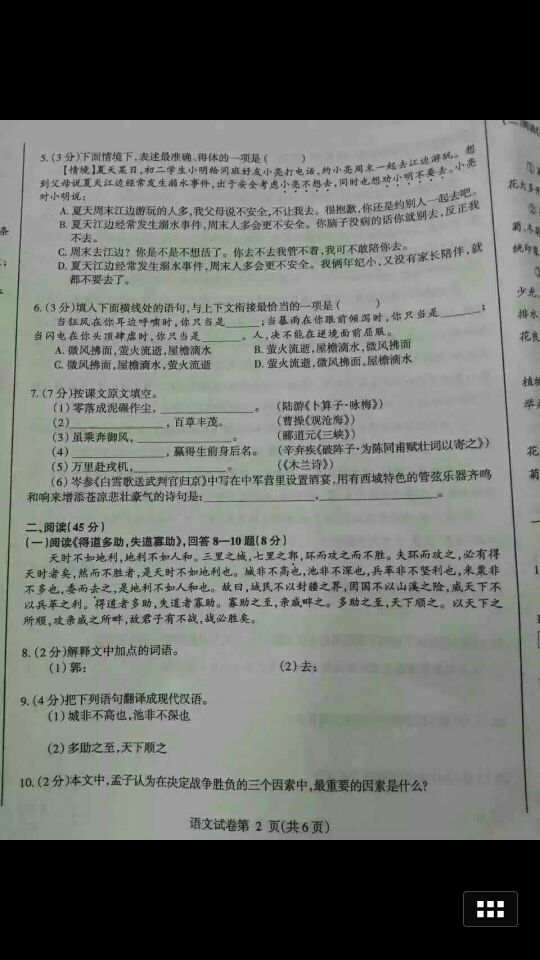 5.(3分)下面情境下,表述最准确、得体的一项是(　　)
【情境】夏天某日,初二学生小明给同班好友小亮打电话,约小亮周末一起去江边游玩。想
到父母说夏天江边经常发生溺水事件,出于安全考虑小亮不想去,同时也想劝小明不要去。小亮
对小明说:
A.夏天周末江边游玩的人多,我父母说不安全,不让我去。很抱歉,你还是约别人一起去吧。
B.夏天江边经常发生溺水事件,周末人多会更不安全。你脑子没病的话你就别去,反正我
不去。
C.周末去江边?你是不是不想活了。你去不去我管不着,我可不敢陪你去。
D.夏天江边经常发生溺水事件,周末人多会更不安全。我俩年纪小,又没有家长陪伴,就
都不要去了。
6.(3分)填入下面横线处的语句,与上下文衔接最恰当的一项是(　　)
当狂风在你耳边呼啸时,你只当是______;当暴雨在你眼前倾泻时,你只当是______;
当闪电在你头顶肆虐时,你只当是______。人,决不能在逆境面前屈服。
A.微风拂面,萤火流逝,屋檐滴水
B.萤火流逝,屋檐滴水,微风拂面
C.微风拂面,屋檐滴水,萤火流逝
D.萤火流逝,微风拂面,屋檐滴水
7.(7分)按课文原文填空。
(1)零落成泥碾作尘,______________。(陆游《卜算子·咏梅》)
(2)______________,百草丰茂。(曹操《观沧海》)
(3)虽乘奔御风,______________。(郦道元《三峡》)
(4)______________,赢得生前身后名。(辛弃疾《破阵子·为陈同甫赋壮词以寄之》)
(5)万里赴戎机,______________。(《木兰诗》)
(6)岑参《白雪歌送武判官归京》中写在中军营里设置酒宴,用有西域特色的管弦乐器齐鸣
和响来增添苍凉悲壮豪气的诗句是:______________,______________。
二、阅读(45分)
(一)阅读《得道多助,失道寡助》,回答8—10题(8分)
天时不如地利,地利不如人和。三里之城,七里之郭,环而攻之而不胜。夫环而攻之,必有得
天时者矣,然而不胜者,是天时不如地利也。城非不高也,池非不深也,兵革非不坚利也,米粟非
不多也,委而去之,是地利不如人和也。故曰,域民不以封疆之界,固国不以山溪之险,威天下不
以兵革之利。得道者多助,失道者寡助。寡助之至,亲戚畔之。多助之至,天下顺之。以天下之
所顺,攻亲戚之所畔,故君子有不战,战必胜矣。
8.(2分)解释文中加点的词语。
(1)郭:
(2)去:
9.(4分)把下列语句翻译成现代汉语。
(1)城非不高也,池非不深也
(2)多助之至,天下顺之
10.(2分)本文中,孟子认为在决定战争胜负的三个因素中,最重要的因素是什么?
语文试卷第 2 页(共6页)
条
花太多
少光
排水
花良
植物
举
花